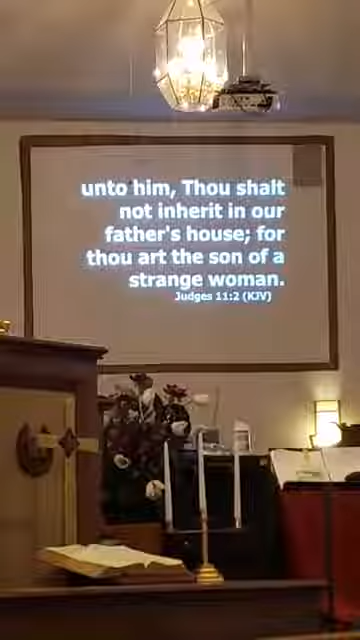 unto him, Thou shalt
not inherit in our
father's house; for
thou art the son of a
strange woman.
Judges 11:2 (KJV)